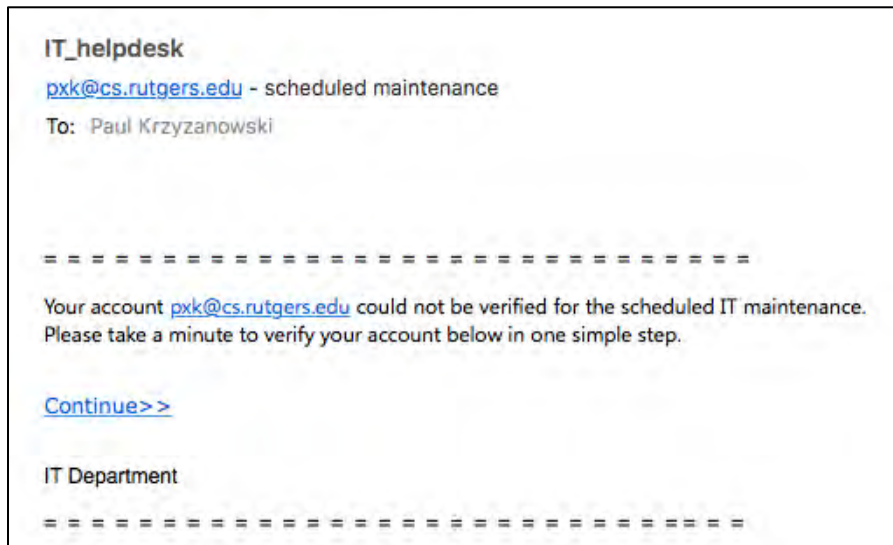 IT_helpdesk
pxk@cs.rutgers.edu - scheduled maintenance
To: Paul Krzyzanowski
= = = = = = = = = = = = = = = = = = = = = = = = = = = = = =
Your account pxk@cs.rutgers.edu could not be verified for the scheduled IT maintenance.
Please take a minute to verify your account below in one simple step.
Continue>>
IT Department
= = = = = = = = = = = = = = = = = = = = = = = = = = == = =